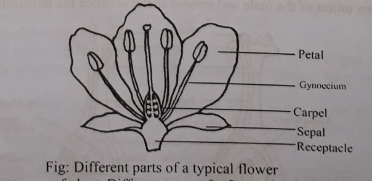 Petal
Gynoecium
Carpel
Sepal
Receptacle
Fig: Different parts of a typical flower